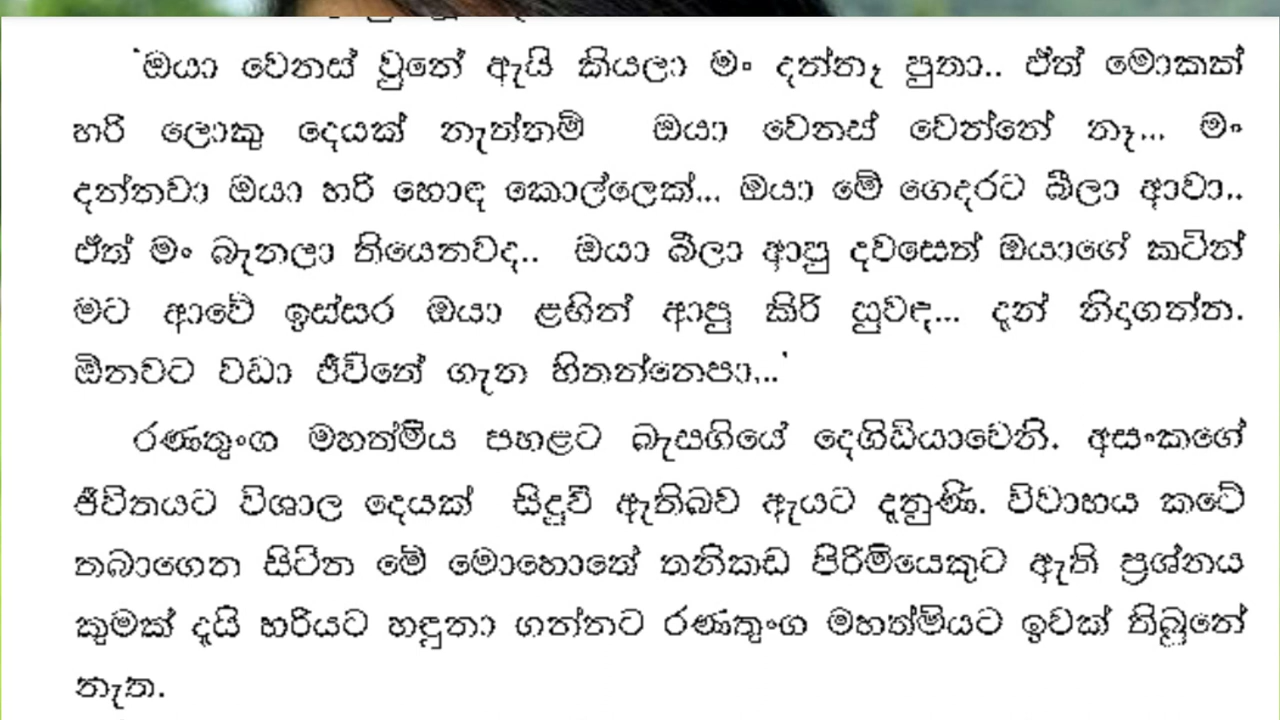 'ඔයා වෙනස් වුනේ ඇයි කියලා මං දන්නෑ පුතා.. ඒත් මොකක්
හරි ලොකු දෙයක් නැත්නම් ඔයා වෙනස් වෙන්නේ නෑ... මං
දන්නවා ඔයා හරි හොඳ කොල්ලෙක්... ඔයා මේ ගෙදරට බීලා ආවා..
ඒත් මං බැනලා තියෙනවද.. ඔයා බීලා ආපු දවසෙත් ඔයාගේ කටින්
මට ආවේ ඉස්සර ඔයා ළඟින් ආපු කිරි සුවඳ... දැන් නිදාගන්න.
ඕනවට වඩා ජීවිතේ ගැන හිතන්නෙපා...'
රණතුංග මහත්මිය පහළට බැසගියේ දෙගිඩියාවෙනි. අසංකගේ
ජීවිතයට විශාල දෙයක් සිදුවී ඇතිබව ඇයට දැනුණි. විවාහය කටේ
තබාගෙන සිටින මේ මොහොතේ තනිකඩ පිරිමියෙකුට ඇති ප්‍රශ්නය
කුමක් දැයි හරියට හඳුනා ගන්නට රණතුංග මහත්මියට ඉවක් තිබුනේ
නැත.